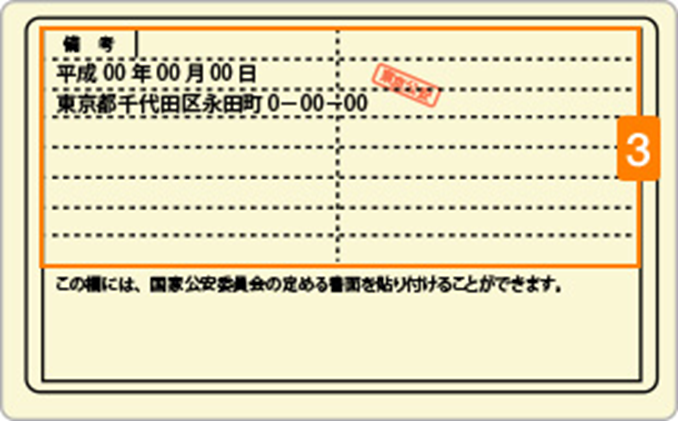 備 考
平成 00 年 00 月 00 日
東京都千代田区永田町 0−00−00
3
この欄には、国家公安委員会の定める書面を貼り付けることができます。